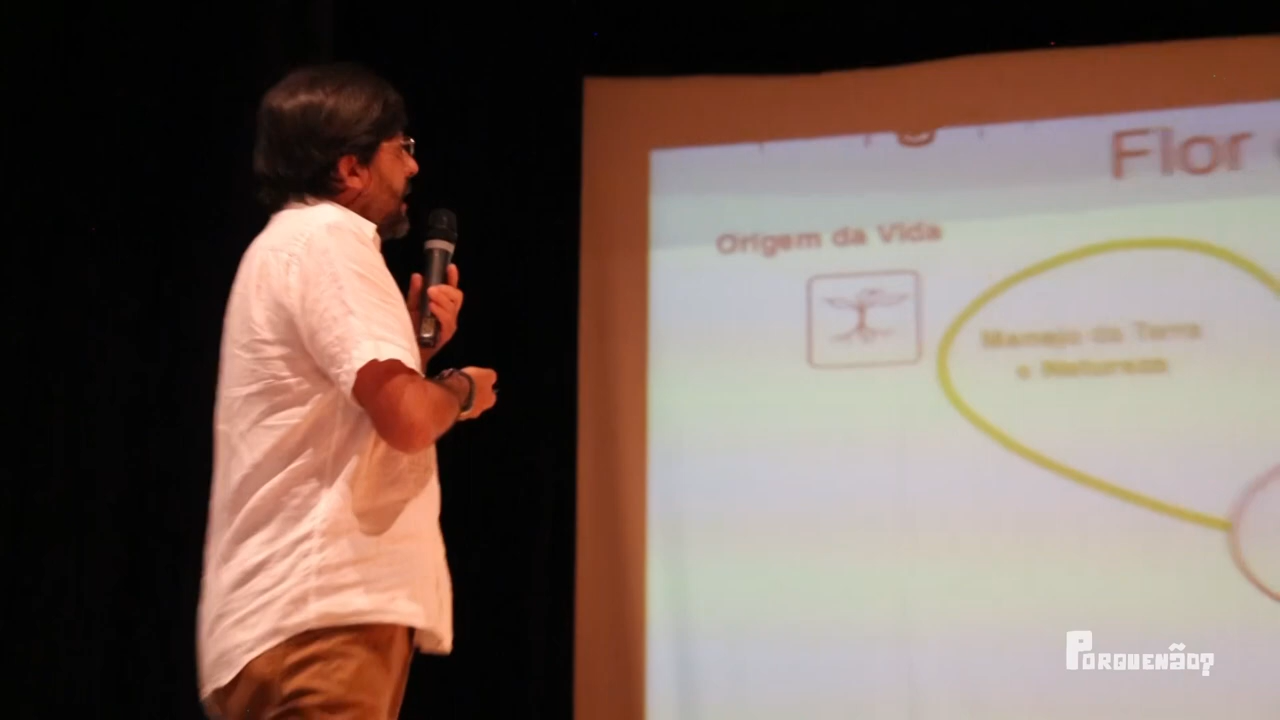 Flor
Origem da Vida
Manejo da Terra
e Natureza
PORQUENÃO?